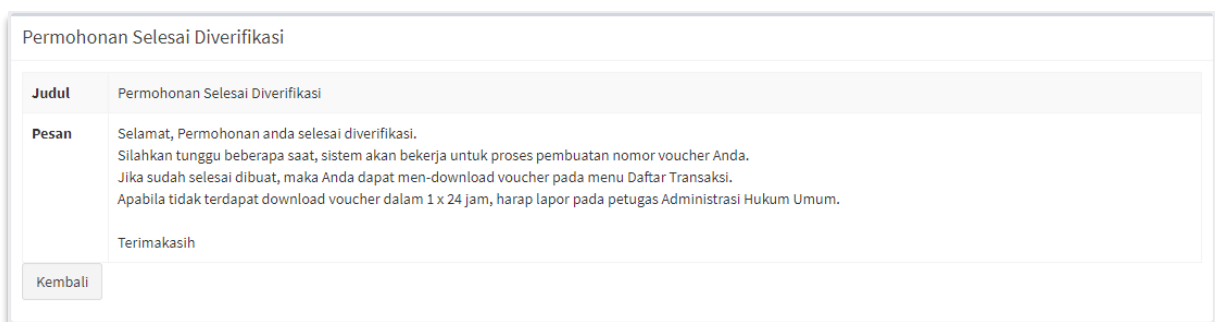 Permohonan Selesai Diverifikasi
Judul Permohonan Selesai Diverifikasi
Pesan Selamat, Permohonan anda selesai diverifikasi.
Silahkan tunggu beberapa saat, sistem akan bekerja untuk proses pembuatan nomor voucher Anda.
Jika sudah selesai dibuat, maka Anda dapat men-download voucher pada menu Daftar Transaksi.
Apabila tidak terdapat download voucher dalam 1 x 24 jam, harap lapor pada petugas Administrasi Hukum Umum.
Terimakasih
Kembali